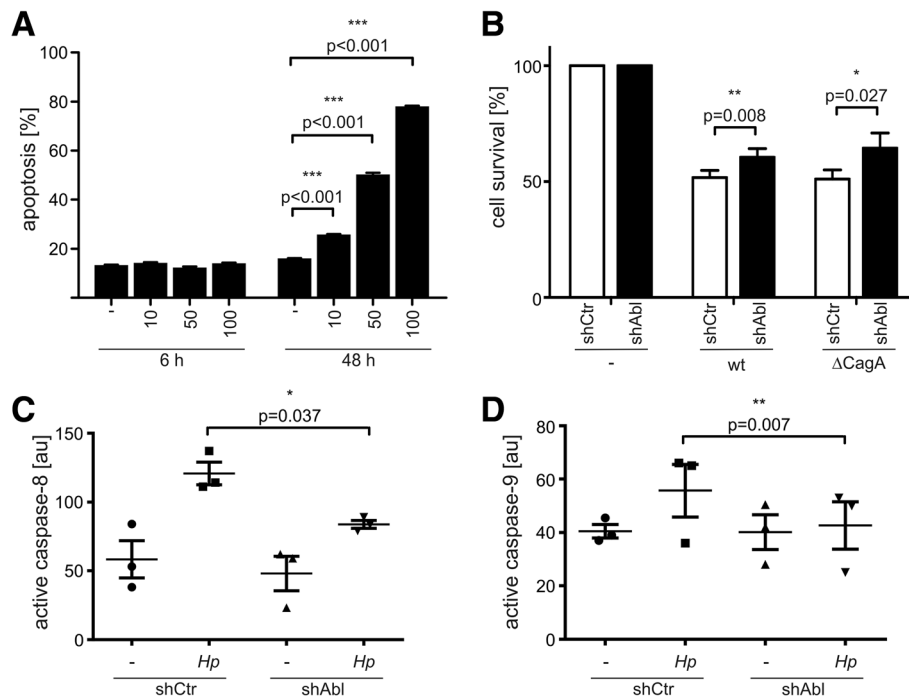 A
apoptosis [%]
100
80
60
40
20
***
p<0.001
***
p<0.001
***
p<0.001
- 10 50 100 - 10 50 100
6 h 48 h
B
cell survival [%]
100
50
0
**
p=0.008
*
p=0.027
shCtr shAbl shCtr shAbl shCtr shAbl
- wt ΔCagA
C
active caspase-8 [au]
150
100
50
0
*
p=0.037
- Hp - Hp
shCtr shAbl
D
active caspase-9 [au]
80
60
40
20
0
**
p=0.007
- Hp - Hp
shCtr shAbl